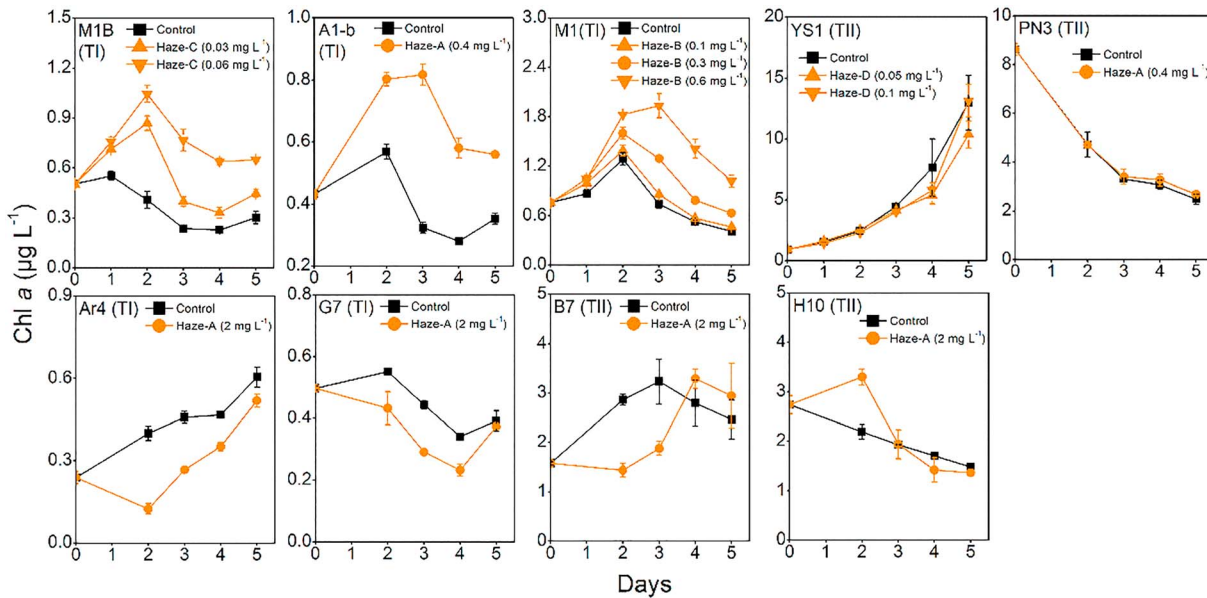 Chl a (µg L⁻¹)
M1B
(TI)
Control
Haze-C (0.03 mg L⁻¹)
Haze-C (0.06 mg L⁻¹)
1.5
1.2
0.9
0.6
0.3
0.0
0 1 2 3 4 5
A1-b
(TI)
Control
Haze-A (0.4 mg L⁻¹)
1.0
0.8
0.6
0.4
0.2
0 1 2 3 4 5
M1(TI)
Control
Haze-B (0.1 mg L⁻¹)
Haze-B (0.3 mg L⁻¹)
Haze-B (0.6 mg L⁻¹)
3.0
2.4
1.8
1.2
0.6
0.0
0 1 2 3 4 5
YS1 (TII)
Control
Haze-D (0.05 mg L⁻¹)
Haze-D (0.1 mg L⁻¹)
20
15
10
5
0
0 1 2 3 4 5
PN3 (TII)
Control
Haze-A (0.4 mg L⁻¹)
10
8
6
4
2
0
0 1 2 3 4 5
Ar4 (TI)
Control
Haze-A (2 mg L⁻¹)
0.9
0.6
0.3
0.0
0 1 2 3 4 5
G7 (TI)
Control
Haze-A (2 mg L⁻¹)
0.8
0.6
0.4
0.2
0.0
0 1 2 3 4 5
B7 (TII)
Control
Haze-A (2 mg L⁻¹)
5
4
3
2
1
0
0 1 2 3 4 5
H10 (TII)
Control
Haze-A (2 mg L⁻¹)
5
4
3
2
1
0
0 1 2 3 4 5
Days